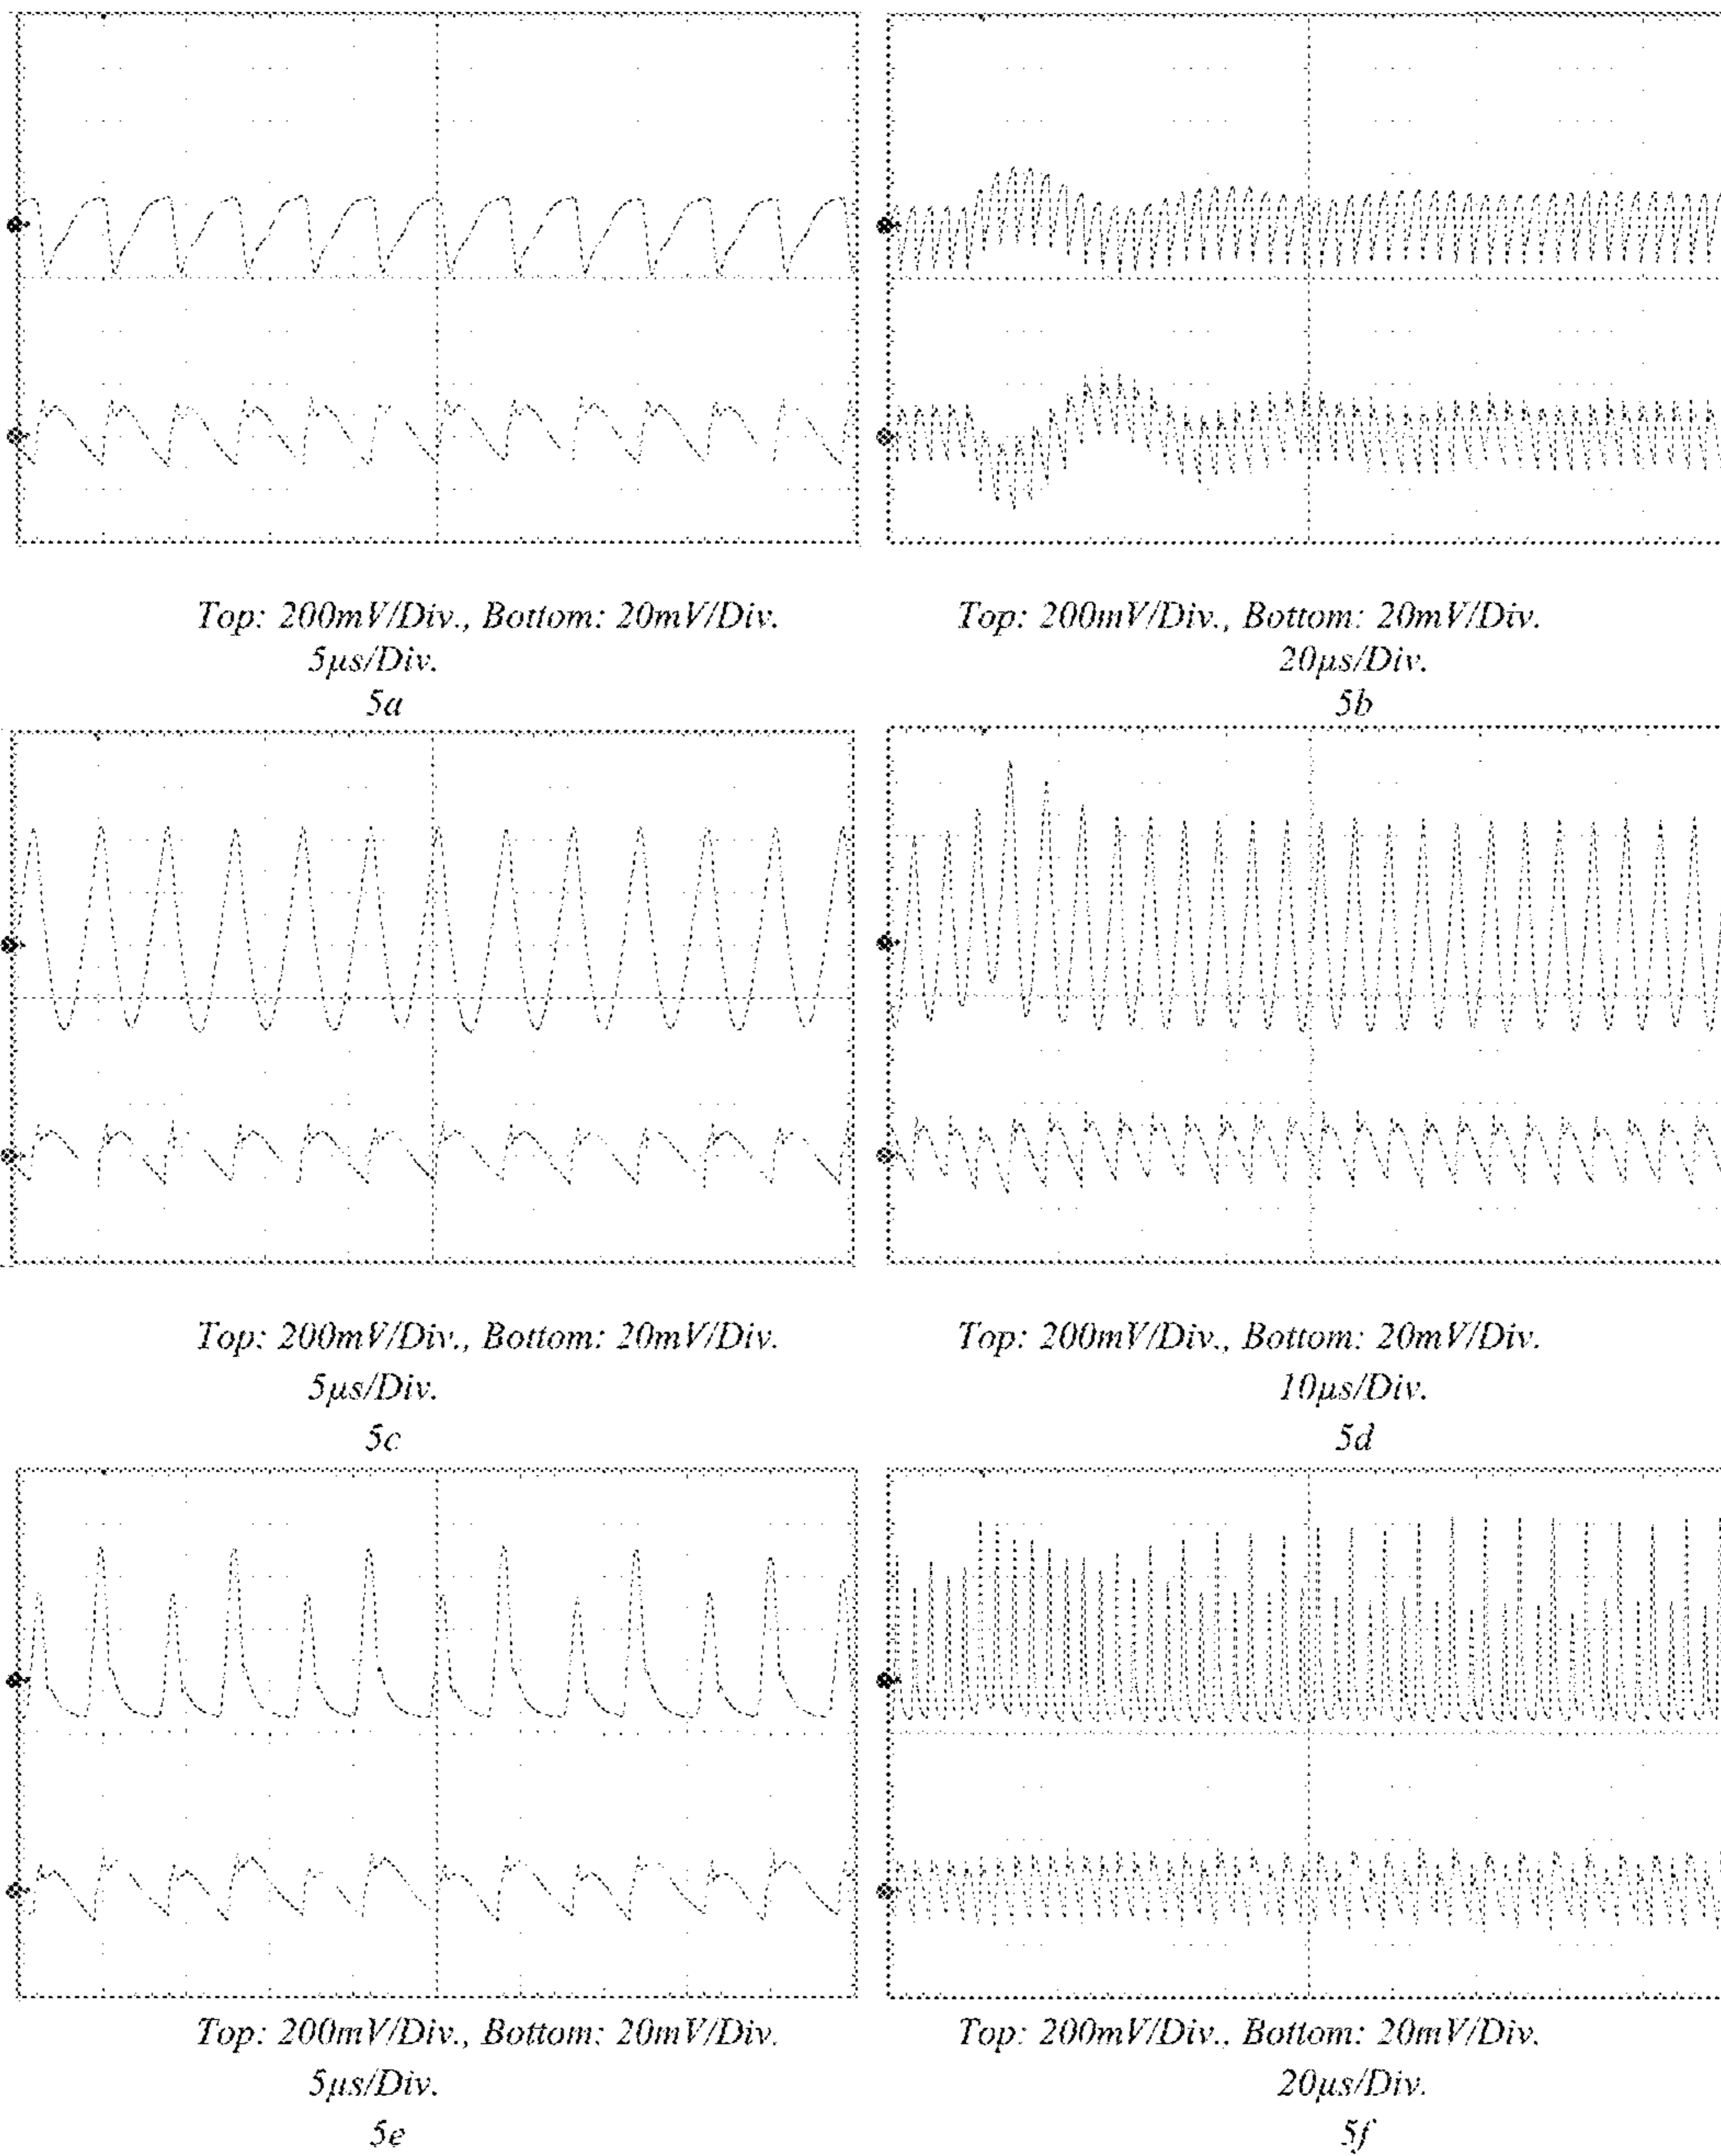 Top: 200mV/Div., Bottom: 20mV/Div.
5µs/Div.
5a
Top: 200mV/Div., Bottom: 20mV/Div.
20µs/Div.
5b
Top: 200mV/Div., Bottom: 20mV/Div.
5µs/Div.
5c
Top: 200mV/Div., Bottom: 20mV/Div.
10µs/Div.
5d
Top: 200mV/Div., Bottom: 20mV/Div.
5µs/Div.
5e
Top: 200mV/Div., Bottom: 20mV/Div.
20µs/Div.
5f